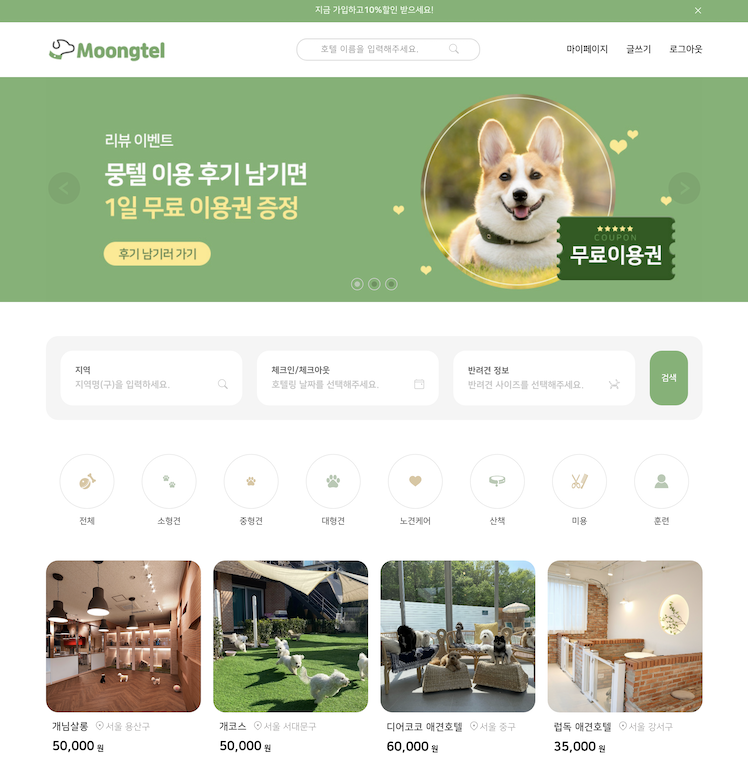 지금 가입하고10%할인 받으세요!
Moongtel
호텔 이름을 입력해주세요.
마이페이지 글쓰기 로그아웃
리뷰 이벤트
뭉텔 이용 후기 남기면
1일 무료 이용권 증정
후기 남기러 가기
COUPON
무료이용권
지역
지역명(구)을 입력하세요.
체크인/체크아웃
호텔링 날짜를 선택해주세요.
반려견 정보
반려견 사이즈를 선택해주세요.
검색
전체 소형견 중형견 대형견 노견케어 산책 미용 훈련
개님살롱 서울 용산구
50,000 원
개코스 서울 서대문구
50,000 원
디어코코 애견호텔 서울 중구
60,000 원
럽독 애견호텔 서울 강서구
35,000 원